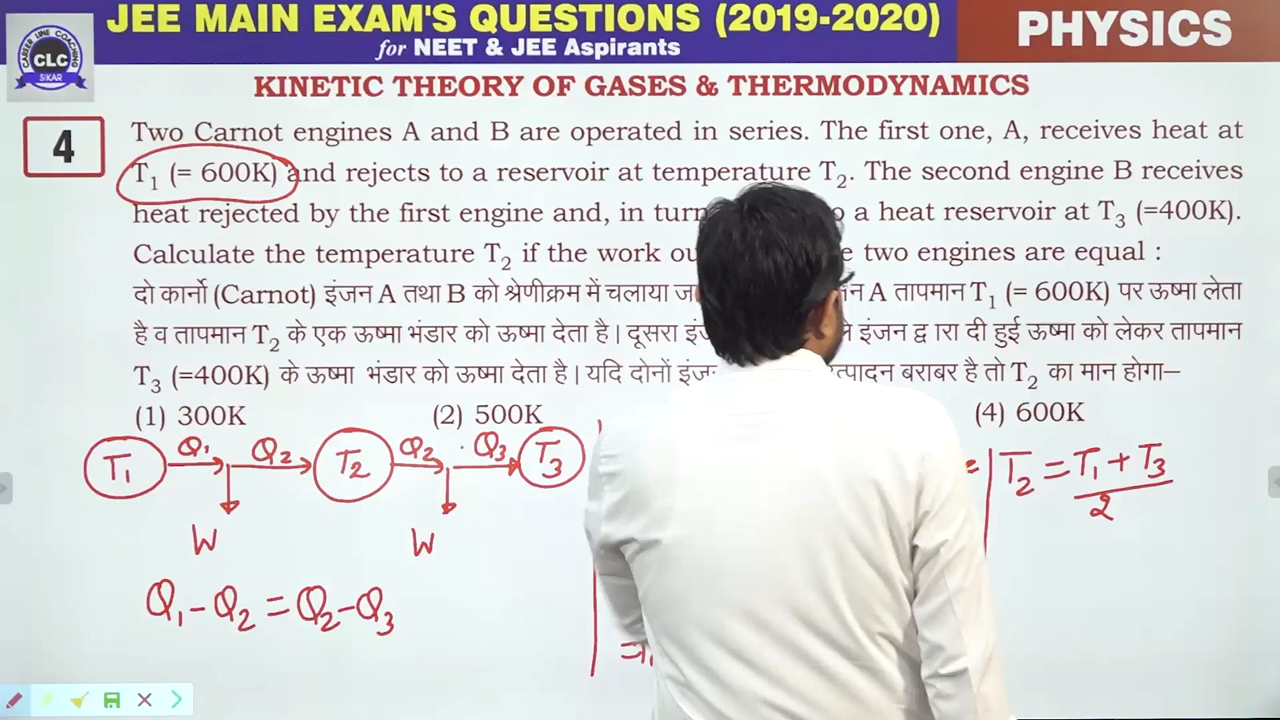 JEE MAIN EXAM'S QUESTIONS (2019-2020)
for NEET & JEE Aspirants
PHYSICS
CAREER LINE COACHING
CLC
SIKAR
KINETIC THEORY OF GASES & THERMODYNAMICS
4
Two Carnot engines A and B are operated in series. The first one, A, receives heat at
T₁ (= 600K) and rejects to a reservoir at temperature T₂. The second engine B receives
heat rejected by the first engine and, in turn a heat reservoir at T₃ (=400K).
Calculate the temperature T₂ if the work two engines are equal :
दो कार्नो (Carnot) इंजन A तथा B को श्रेणीक्रम में चलाया A तापमान T₁ (= 600K) पर ऊष्मा लेता
है व तापमान T₂ के एक ऊष्मा भंडार को ऊष्मा देता है। दूसरा इंजन द्वारा दी हुई ऊष्मा को लेकर तापमान
T₃ (=400K) के ऊष्मा भंडार को ऊष्मा देता है। यदि दोनों बराबर है तो T₂ का मान होगा–
(1) 300K (2) 500K (4) 600K
T₁ Q₁ Q₂ T₂ Q₂ Q₃ T₃
= T₂ = T₁ + T₃ / 2
W W
Q₁ - Q₂ = Q₂ - Q₃